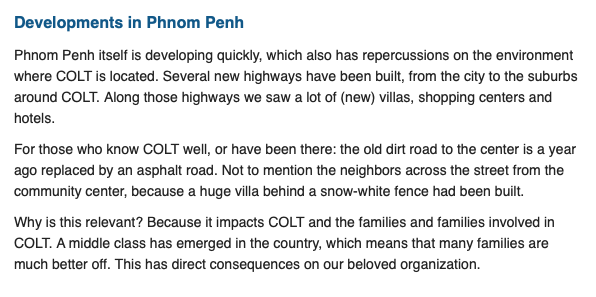 Developments in Phnom Penh
Phnom Penh itself is developing quickly, which also has repercussions on the environment
where COLT is located. Several new highways have been built, from the city to the suburbs
around COLT. Along those highways we saw a lot of (new) villas, shopping centers and
hotels.
For those who know COLT well, or have been there: the old dirt road to the center is a year
ago replaced by an asphalt road. Not to mention the neighbors across the street from the
community center, because a huge villa behind a snow-white fence had been built.
Why is this relevant? Because it impacts COLT and the families and families involved in
COLT. A middle class has emerged in the country, which means that many families are
much better off. This has direct consequences on our beloved organization.